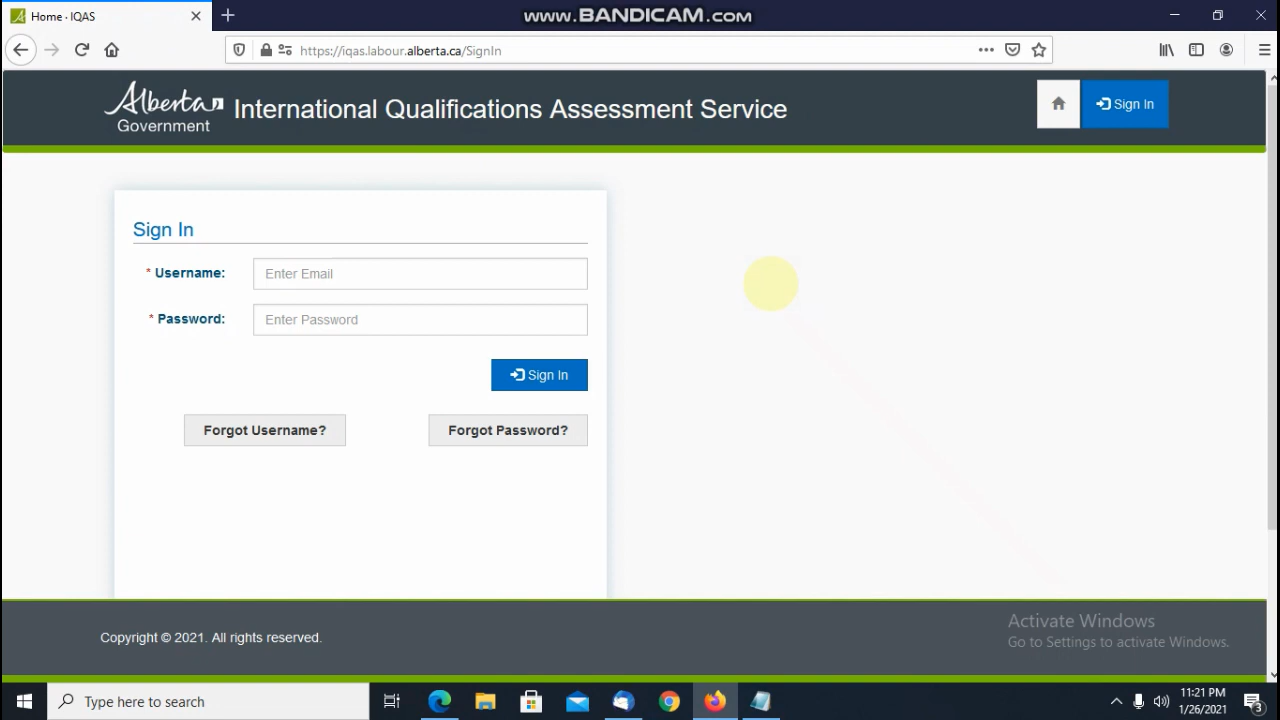 Home · IQAS
www.BANDICAM.com
https://iqas.labour.alberta.ca/SignIn
Alberta
Government
International Qualifications Assessment Service
Sign In
Sign In
* Username:
Enter Email
* Password:
Enter Password
Sign In
Forgot Username?
Forgot Password?
Copyright © 2021. All rights reserved.
Activate Windows
Go to Settings to activate Windows.
Type here to search
11:21 PM
1/26/2021
3